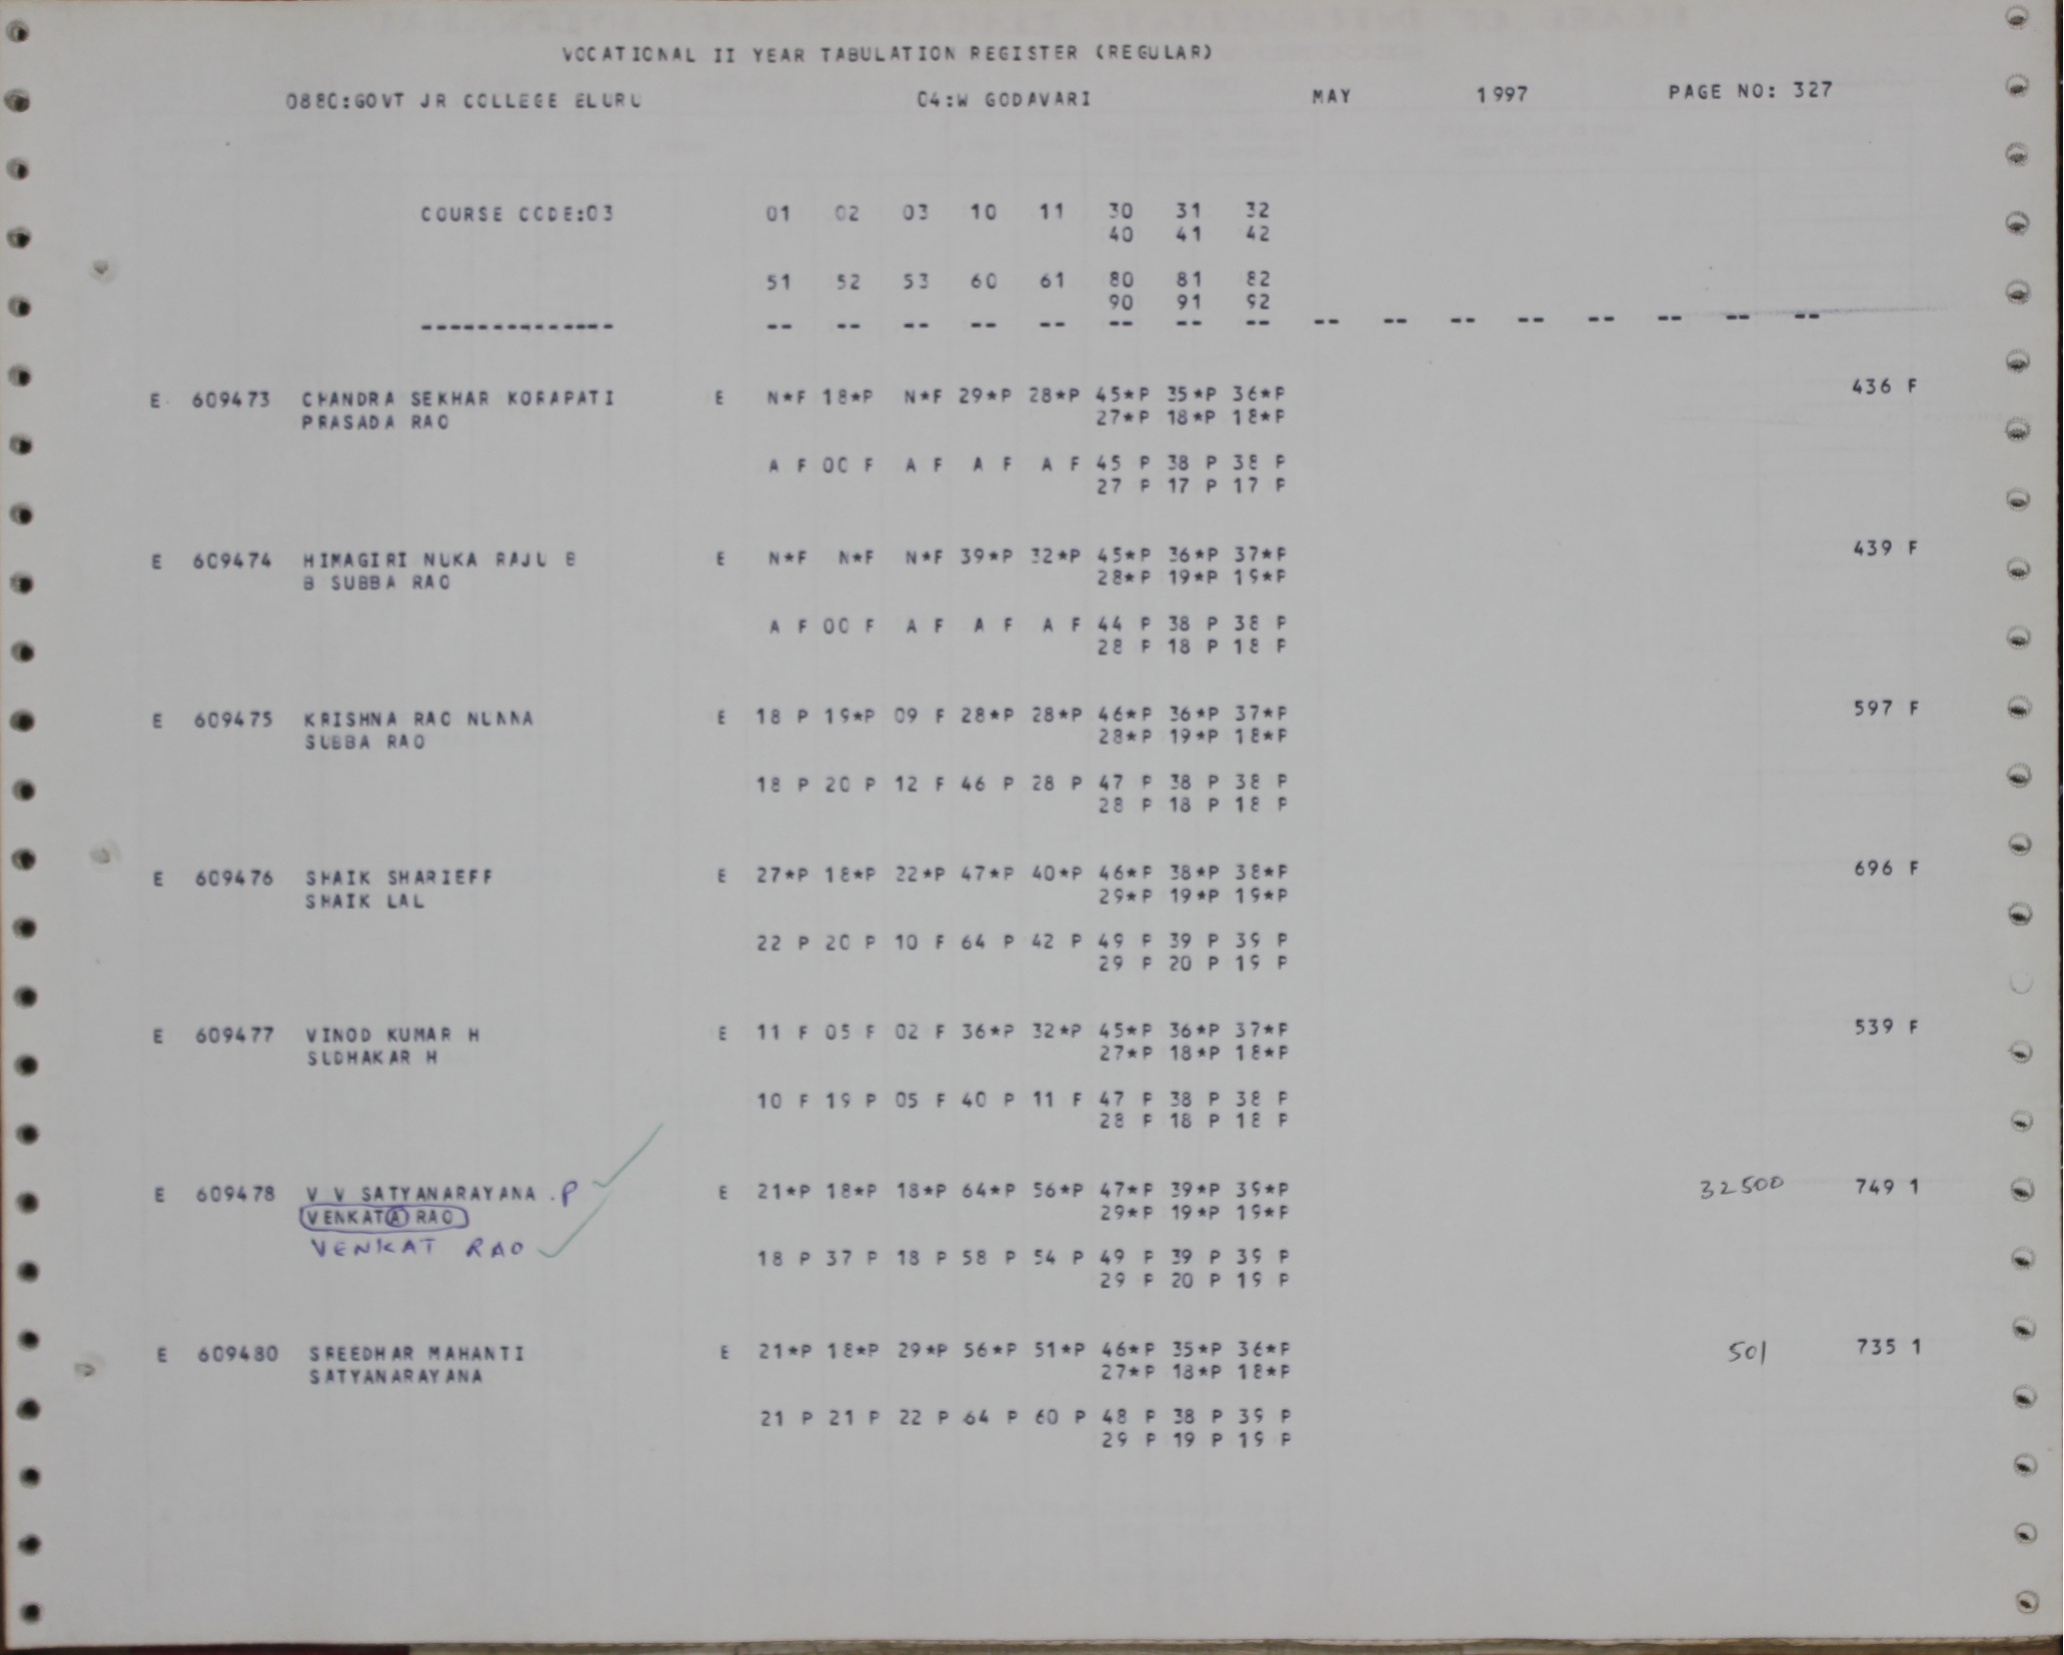 VOCATIONAL II YEAR TABULATION REGISTER (REGULAR)
0880:GOVT JR COLLEGE ELURU 04:W GODAVARI MAY 1997 PAGE NO: 327
COURSE CODE:03 01 02 03 10 11 30 31 32
40 41 42
51 52 53 60 61 80 81 82
90 91 92
-------------- -- -- -- -- -- -- -- -- -- -- -- -- -- -- -- --
E 609473 CHANDRA SEKHAR KORAPATI E N*F 18*P N*F 29*P 28*P 45*P 35*P 36*P 436 F
PRASADA RAO 27*P 18*P 18*P
A F 00 F A F A F A F 45 P 38 P 38 P
27 P 17 P 17 P
E 609474 HIMAGIRI NUKA RAJU B E N*F N*F N*F 39*P 32*P 45*P 36*P 37*P 439 F
B SUBBA RAO 28*P 19*P 19*P
A F 00 F A F A F A F 44 P 38 P 38 P
28 P 18 P 18 P
E 609475 KRISHNA RAO NUNNA E 18 P 19*P 09 F 28*P 28*P 46*P 36*P 37*P 597 F
SUBBA RAO 28*P 19*P 18*P
18 P 20 P 12 F 46 P 28 P 47 P 38 P 38 P
28 P 18 P 18 P
E 609476 SHAIK SHARIEFF E 27*P 18*P 22*P 47*P 40*P 46*P 38*P 38*P 696 F
SHAIK LAL 29*P 19*P 19*P
22 P 20 P 10 F 64 P 42 P 49 P 39 P 39 P
29 P 20 P 19 P
E 609477 VINOD KUMAR H E 11 F 05 F 02 F 36*P 32*P 45*P 36*P 37*P 539 F
SUDHAKAR H 27*P 18*P 18*P
10 F 19 P 05 F 40 P 11 F 47 P 38 P 38 P
28 P 18 P 18 P
E 609478 V V SATYANARAYANA .P E 21*P 18*P 18*P 64*P 56*P 47*P 39*P 39*P 32500 749 1
VENKATA RAO 29*P 19*P 19*P
VENKAT RAO
18 P 37 P 18 P 58 P 54 P 49 P 39 P 39 P
29 P 20 P 19 P
E 609480 SREEDHAR MAHANTI E 21*P 18*P 29*P 56*P 51*P 46*P 35*P 36*P 501 735 1
SATYANARAYANA 27*P 18*P 18*P
21 P 21 P 22 P 64 P 60 P 48 P 38 P 39 P
29 P 19 P 19 P